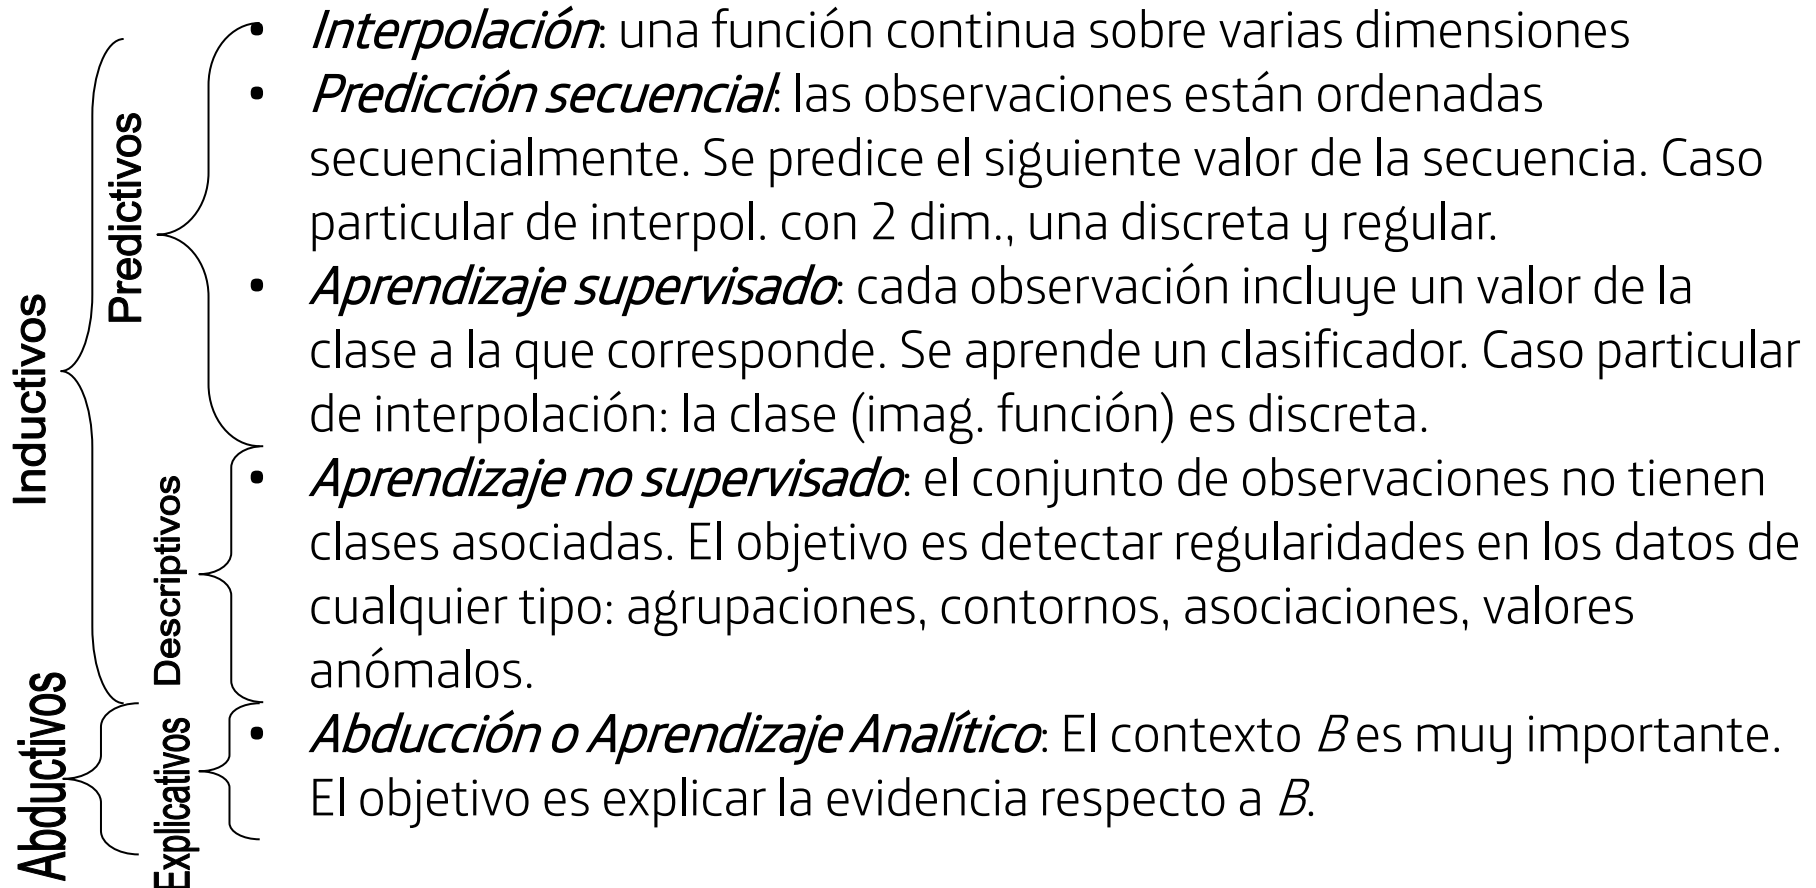 Inductivos
Predictivos
• Interpolación: una función continua sobre varias dimensiones
• Predicción secuencial: las observaciones están ordenadas
secuencialmente. Se predice el siguiente valor de la secuencia. Caso
particular de interpol. con 2 dim., una discreta y regular.
• Aprendizaje supervisado: cada observación incluye un valor de la
clase a la que corresponde. Se aprende un clasificador. Caso particular
de interpolación: la clase (imag. función) es discreta.
Descriptivos
• Aprendizaje no supervisado: el conjunto de observaciones no tienen
clases asociadas. El objetivo es detectar regularidades en los datos de
cualquier tipo: agrupaciones, contornos, asociaciones, valores
anómalos.
Abductivos
Explicativos
• Abducción o Aprendizaje Analítico: El contexto B es muy importante.
El objetivo es explicar la evidencia respecto a B.